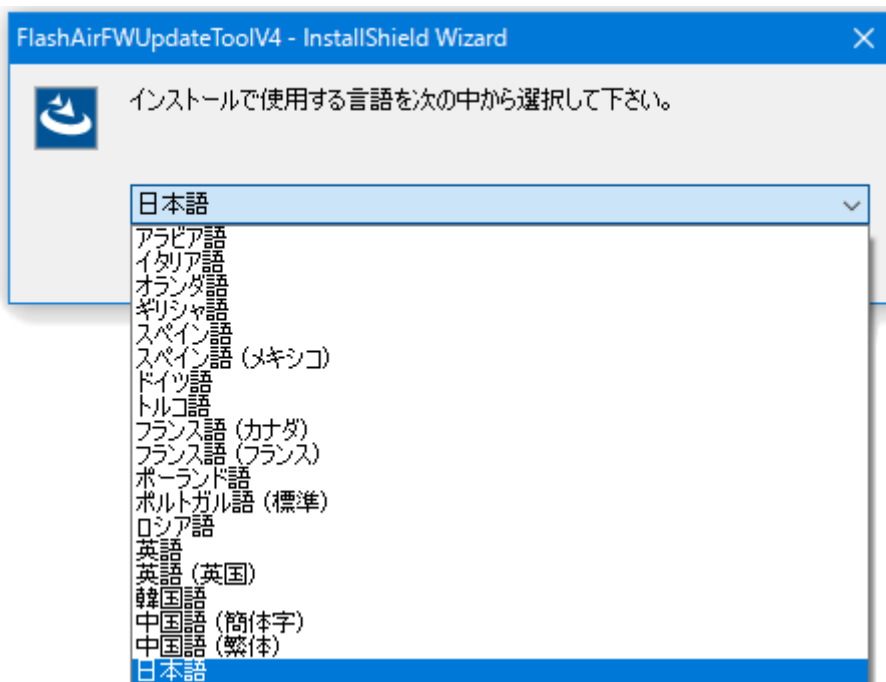 FlashAirFWUpdateToolV4 - InstallShield Wizard
インストールで使用する言語を次の中から選択して下さい。
日本語
アラビア語
イタリア語
オランダ語
ギリシャ語
スペイン語
スペイン語 (メキシコ)
ドイツ語
トルコ語
フランス語 (カナダ)
フランス語 (フランス)
ポーランド語
ポルトガル語 (標準)
ロシア語
英語
英語 (英国)
韓国語
中国語 (簡体字)
中国語 (繁体)
日本語